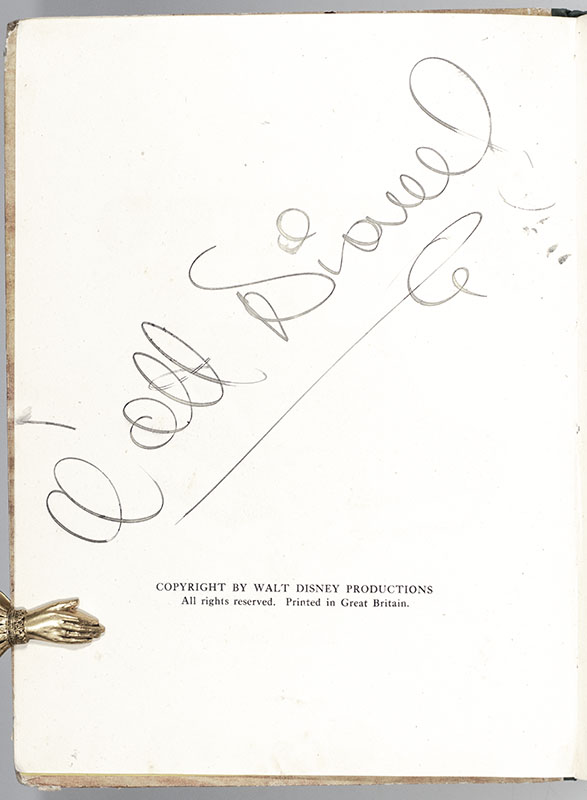 Walt Disney
COPYRIGHT BY WALT DISNEY PRODUCTIONS
All rights reserved. Printed in Great Britain.